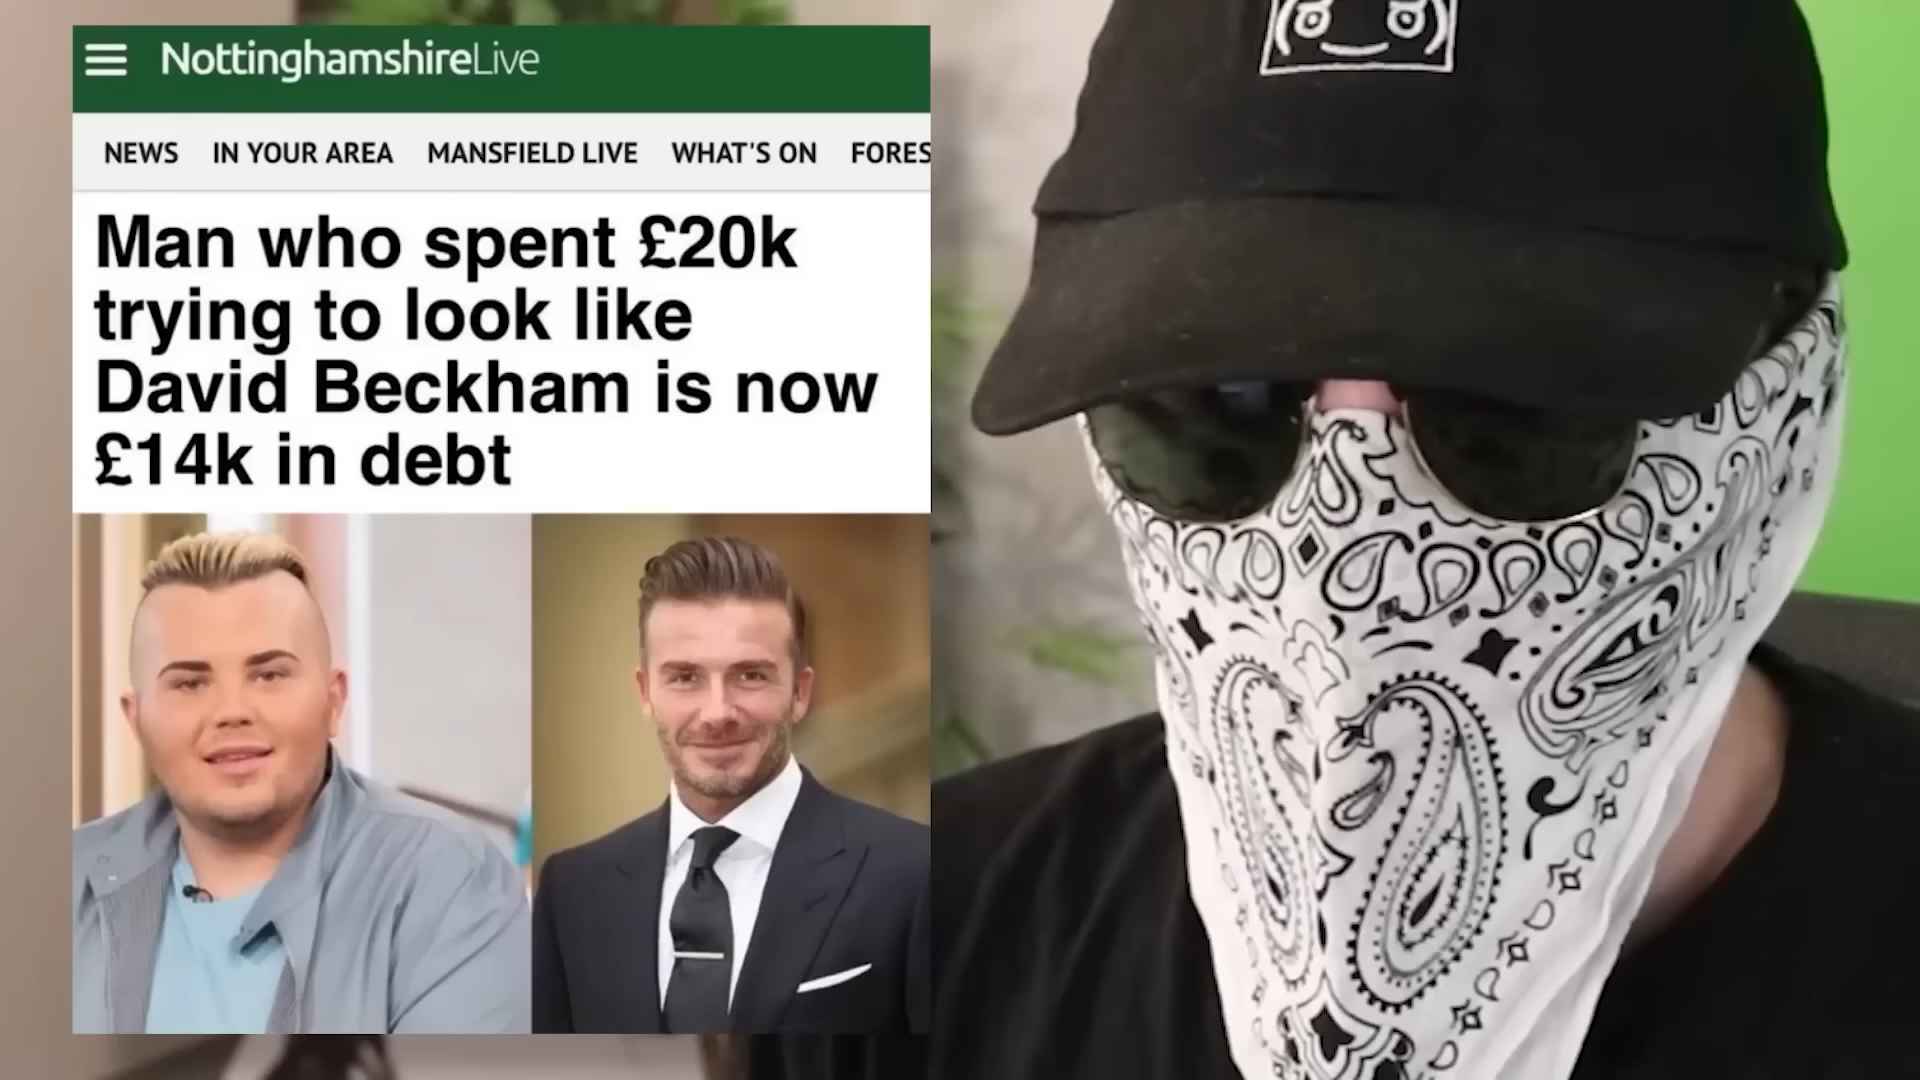 NottinghamshireLive
NEWS IN YOUR AREA MANSFIELD LIVE WHAT'S ON FORES
Man who spent £20k
trying to look like
David Beckham is now
£14k in debt